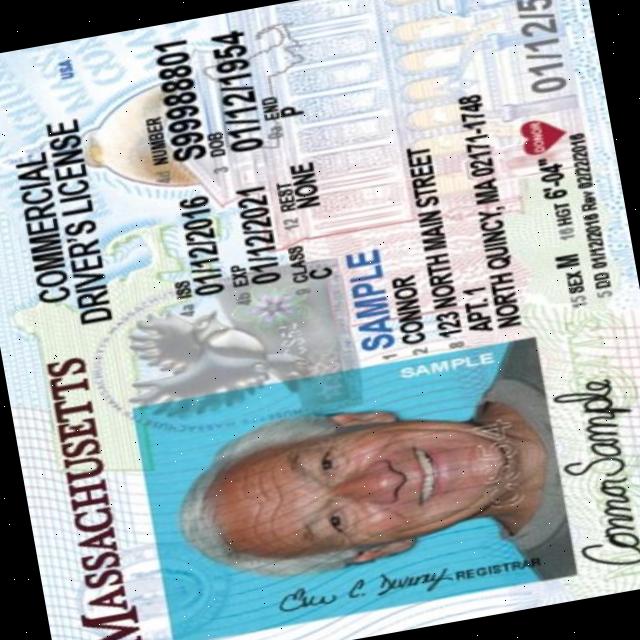 MASSACHUSETTS
COMMERCIAL
DRIVER'S LICENSE
USA
4a ISS
01/12/2016
4d NUMBER
S99988801
4b EXP
01/12/2021
3 DOB
01/12/1954
9 CLASS
C
12 REST
NONE
9a END
P
1 SAMPLE
2 CONNOR
8 123 NORTH MAIN STREET
APT. 1
NORTH QUINCY, MA 02171-1748
15 SEX M
16 HGT 6-04"
DONOR
01/12/5
5 DD 01/12/2016 Rev 02/22/2016
SAMPLE
REGISTRAR
Connor Sample